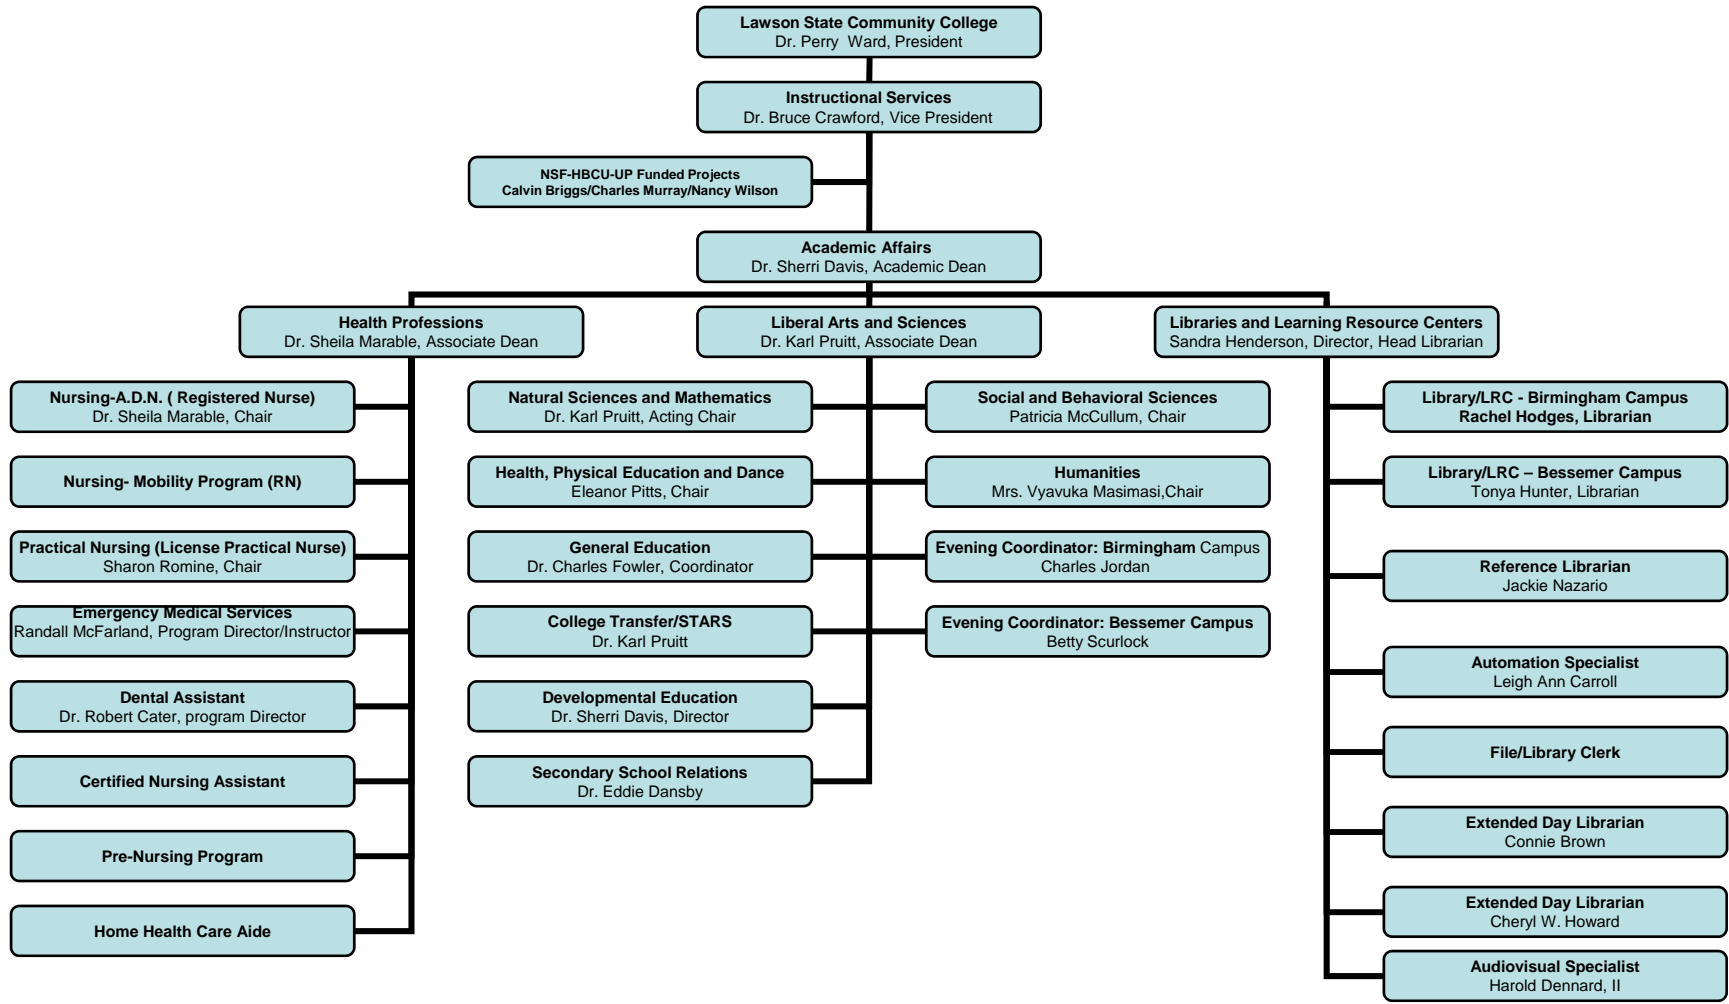 Lawson State Community College
Dr. Perry  Ward, President
Instructional Services
Dr. Bruce Crawford, Vice President
NSF-HBCU-UP Funded Projects
Calvin Briggs/Charles Murray/Nancy Wilson
Academic Affairs
Dr. Sherri Davis, Academic Dean
Health Professions
Dr. Sheila Marable, Associate Dean
Nursing-A.D.N. ( Registered Nurse)
Dr. Sheila Marable, Chair
Nursing- Mobility Program (RN)
Practical Nursing (License Practical Nurse)
Sharon Romine, Chair
Emergency Medical Services
Randall McFarland, Program Director/Instructor
Dental Assistant
Dr. Robert Cater, program Director
Certified Nursing Assistant
Pre-Nursing Program
Home Health Care Aide
Liberal Arts and Sciences
Dr. Karl Pruitt, Associate Dean
Natural Sciences and Mathematics
Dr. Karl Pruitt, Acting Chair
Health, Physical Education and Dance
Eleanor Pitts, Chair
General Education
Dr. Charles Fowler, Coordinator
College Transfer/STARS
Dr. Karl Pruitt
Developmental Education
Dr. Sherri Davis, Director
Secondary School Relations
Dr. Eddie Dansby
Social and Behavioral Sciences
Patricia McCullum, Chair
Humanities
Mrs. Vyavuka Masimasi,Chair
Evening Coordinator: Birmingham Campus
Charles Jordan
Evening Coordinator: Bessemer Campus
Betty Scurlock
Libraries and Learning Resource Centers
Sandra Henderson, Director, Head Librarian
Library/LRC - Birmingham Campus
Rachel Hodges, Librarian
Library/LRC – Bessemer Campus
Tonya Hunter, Librarian
Reference Librarian
Jackie Nazario
Automation Specialist
Leigh Ann Carroll
File/Library Clerk
Extended Day Librarian
Connie Brown
Extended Day Librarian
Cheryl W. Howard
Audiovisual Specialist
Harold Dennard, II